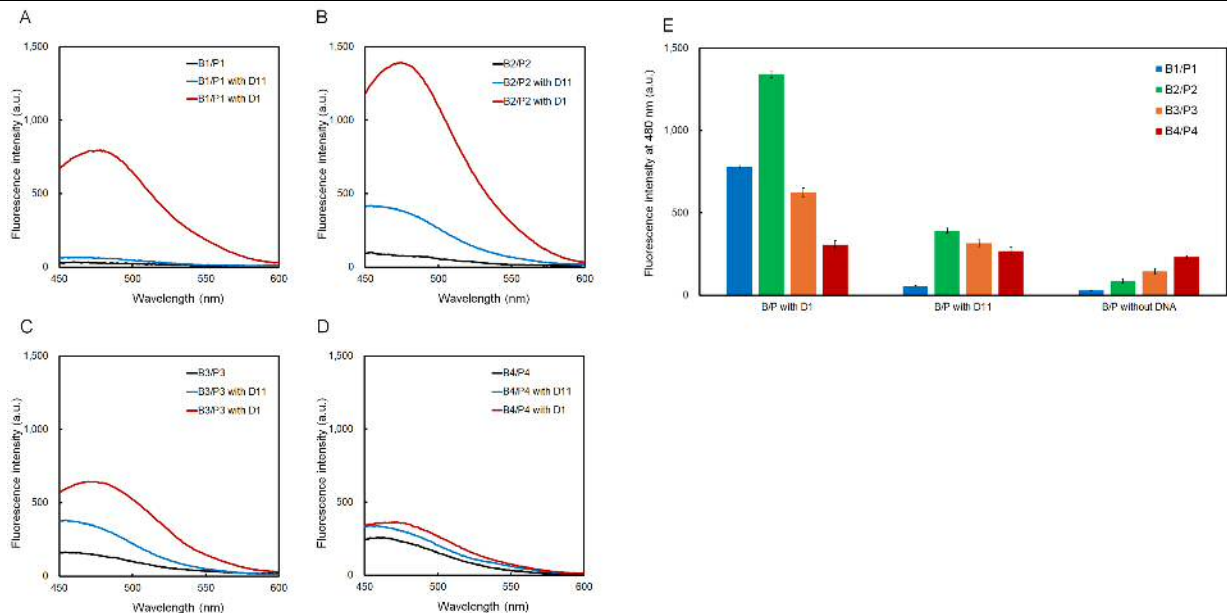 A
1,500
1,000
500
0
450
500
550
600
Fluorescence intensity (a.u.)
Wavelength (nm)
B1/P1
B1/P1 with D11
B1/P1 with D1
B
1,500
1,000
500
0
450
500
550
600
Fluorescence intensity (a.u.)
Wavelength (nm)
B2/P2
B2/P2 with D11
B2/P2 with D1
E
1,500
1,000
500
0
Fluorescence intensity at 480 nm (a.u.)
B1/P1
B2/P2
B3/P3
B4/P4
B/P with D1
B/P with D11
B/P without DNA
C
1,500
1,000
500
0
450
500
550
600
Fluorescence intensity (a.u.)
Wavelength (nm)
B3/P3
B3/P3 with D11
B3/P3 with D1
D
1,500
1,000
500
0
450
500
550
600
Fluorescence intensity (a.u.)
Wavelength (nm)
B4/P4
B4/P4 with D11
B4/P4 with D1